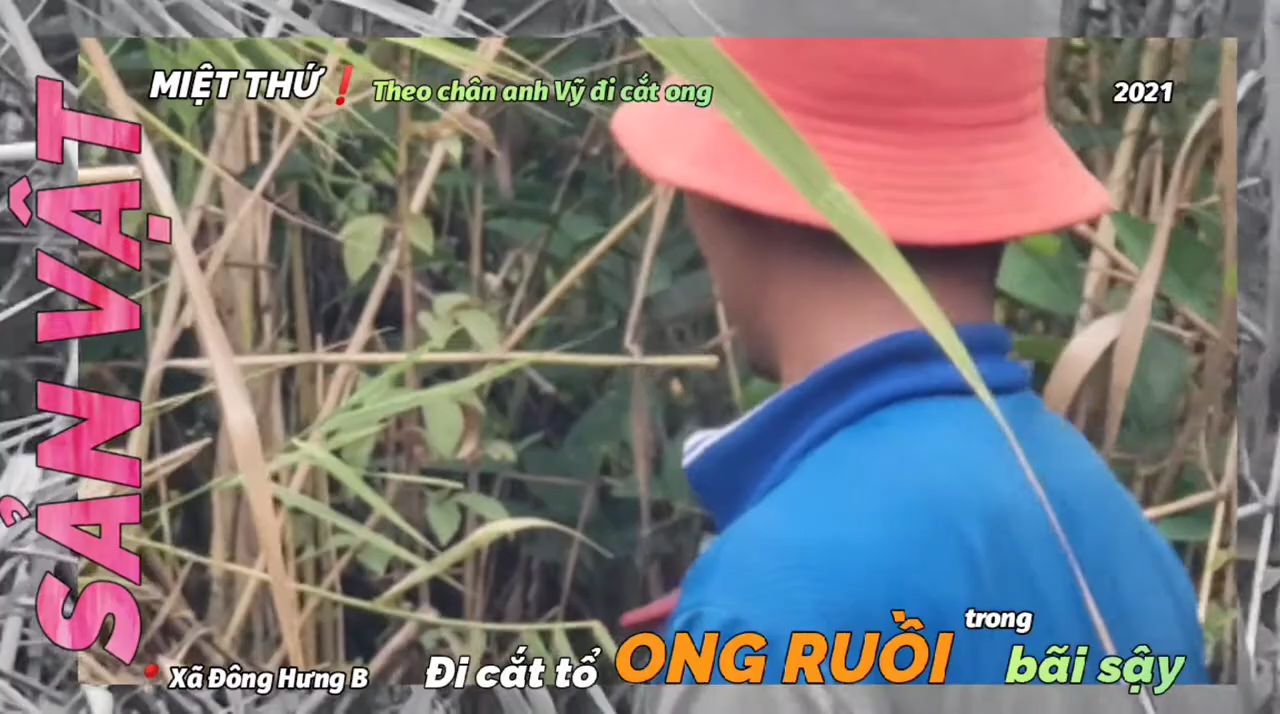 SẢN VẬT
MIỆT THỨ❗ Theo chân anh Vỹ đi cắt ong
2021
📍 Xã Đông Hưng B
Đi cắt tổ ONG RUỒI trong bãi sậy